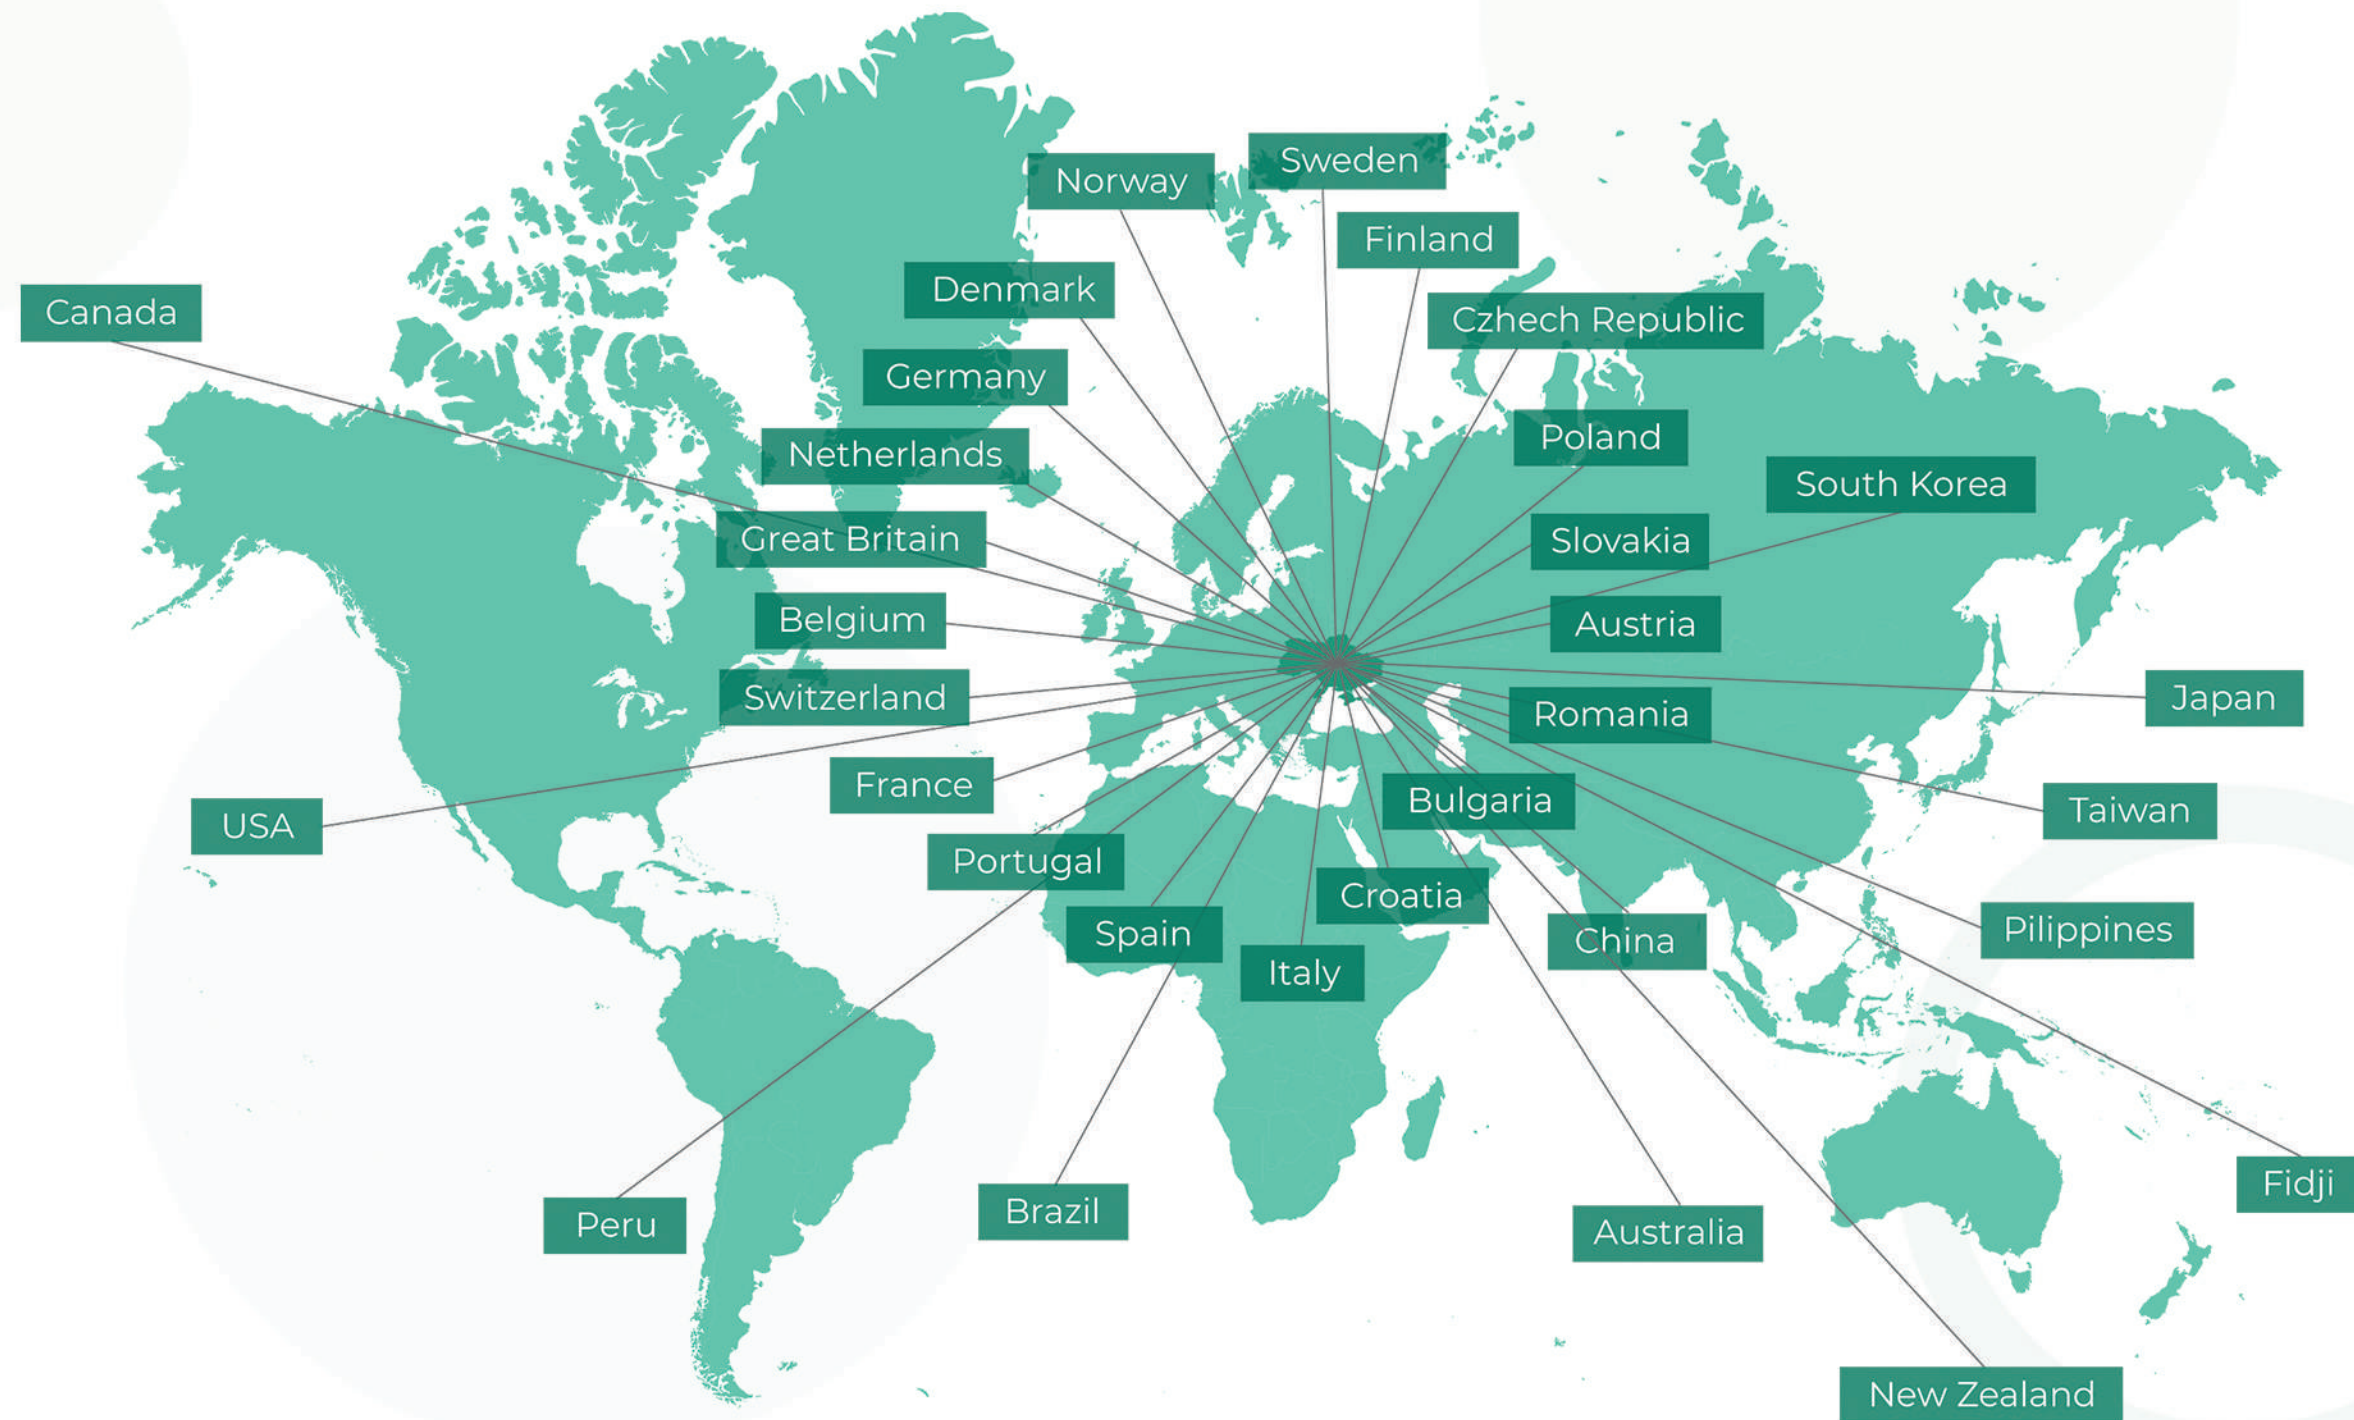 Sweden
Norway
Finland
Denmark
Canada
Czhech Republic
Germany
Poland
Netherlands
South Korea
Great Britain
Slovakia
Belgium
Austria
Switzerland
Japan
Romania
France
Bulgaria
Taiwan
USA
Portugal
Croatia
Spain
Pilippines
China
Italy
Fidji
Brazil
Peru
Australia
New Zealand